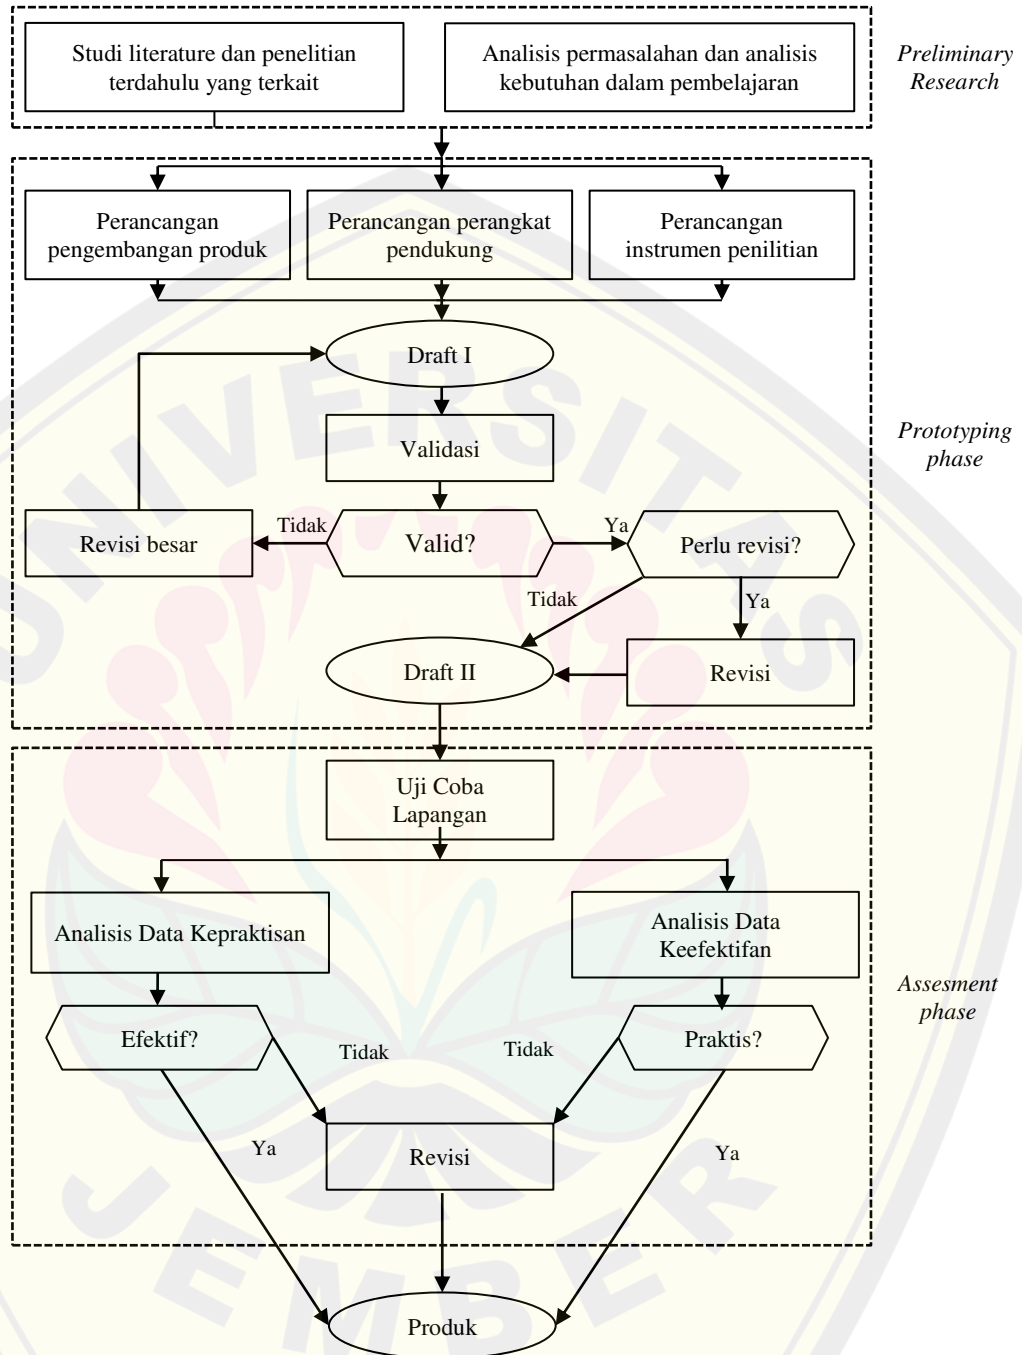 Studi literature dan penelitian
terdahulu yang terkait
Analisis permasalahan dan analisis
kebutuhan dalam pembelajaran
Preliminary
Research
Perancangan
pengembangan produk
Perancangan perangkat
pendukung
Perancangan
instrumen penilitian
Draft I
Validasi
Prototyping
phase
Revisi besar
Tidak
Valid?
Ya
Perlu revisi?
Tidak
Ya
Draft II
Revisi
Uji Coba
Lapangan
Analisis Data Kepraktisan
Analisis Data
Keefektifan
Assesment
phase
Efektif?
Tidak
Tidak
Praktis?
Ya
Revisi
Ya
Produk
UNIVERSITAS
JEMBER